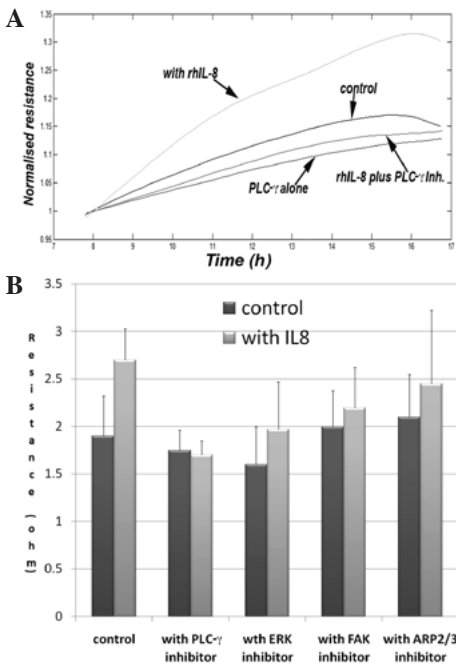 A
1.35
1.3
1.25
1.2
1.15
1.1
1.05
1
0.95
Normalised resistance
with rhIL-8
control
PLC-γ alone
rhIL-8 plus PLC-γ Inh.
7 8 9 10 11 12 13 14 15 16 17
Time (h)
B
3.5
3
2.5
2
1.5
1
0.5
0
Resistance (ohm)
control
with IL8
control
with PLC-γ inhibitor
wth ERK inhibitor
with FAK inhibitor
with ARP2/3 inhibitor